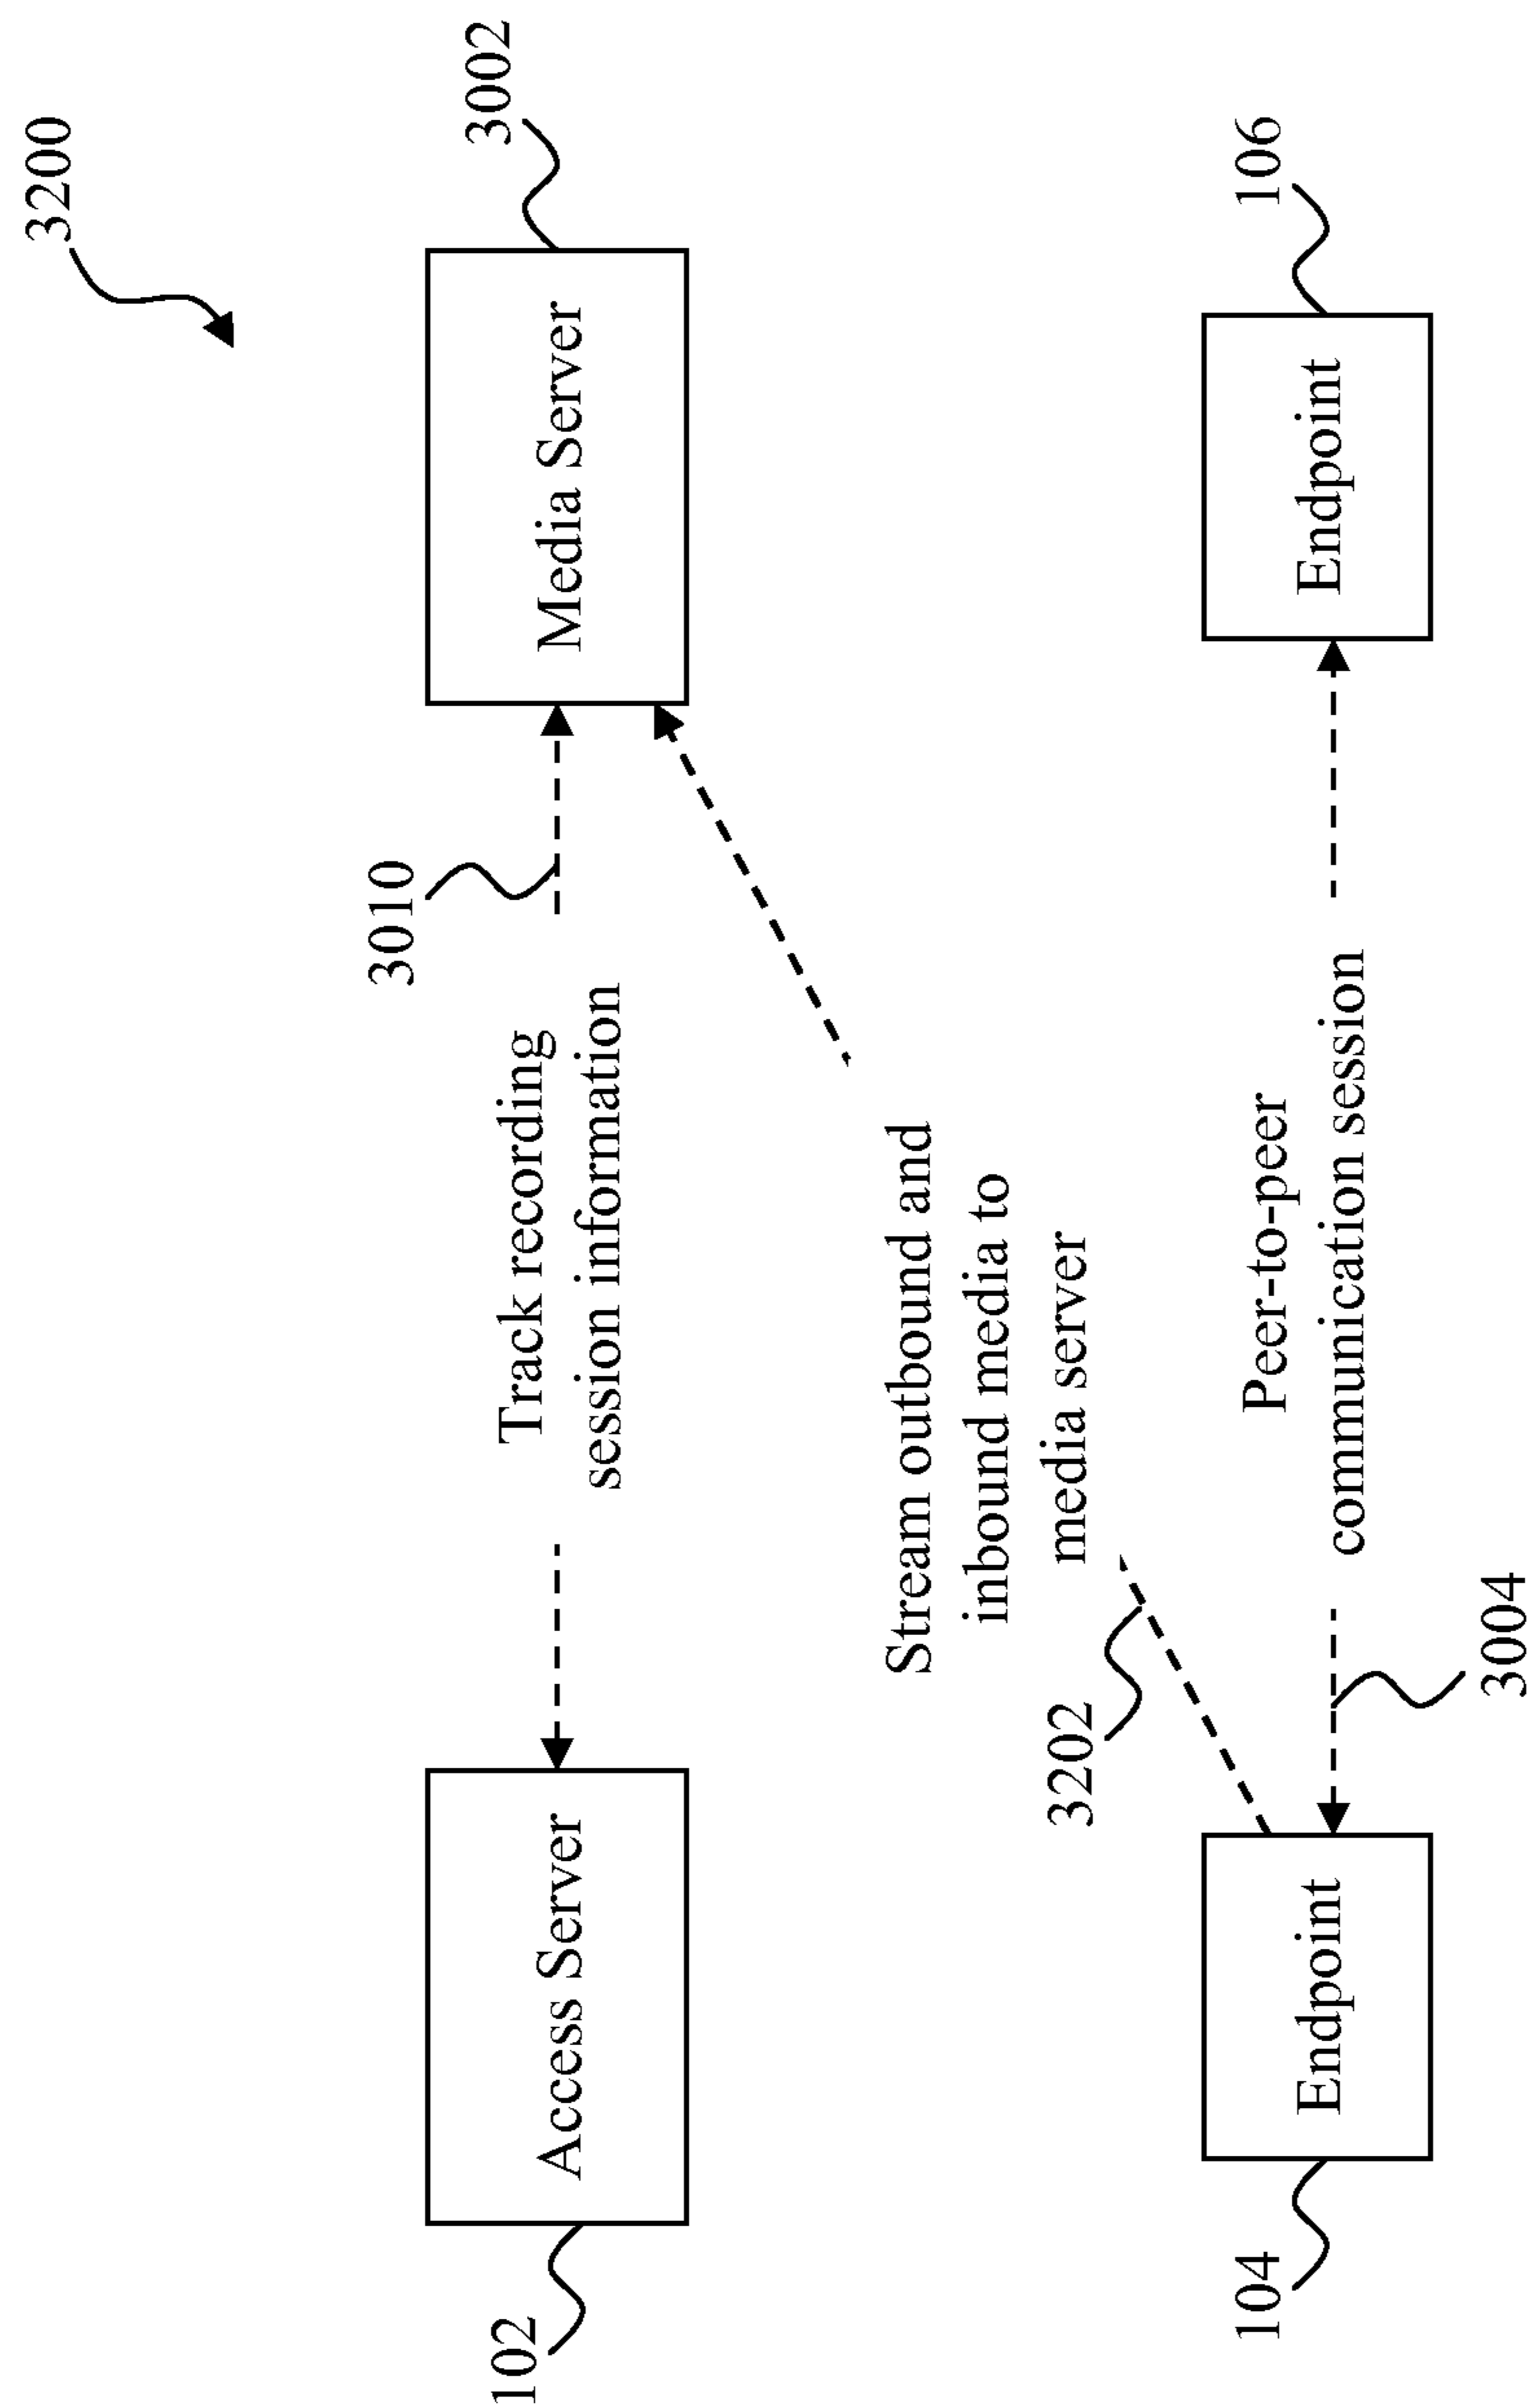 3200
3002
Media Server
3010
Track recording
session information
Access Server
102
Stream outbound and
inbound media to
media server
3202
106
Endpoint
Peer-to-peer
communication session
3004
Endpoint
104